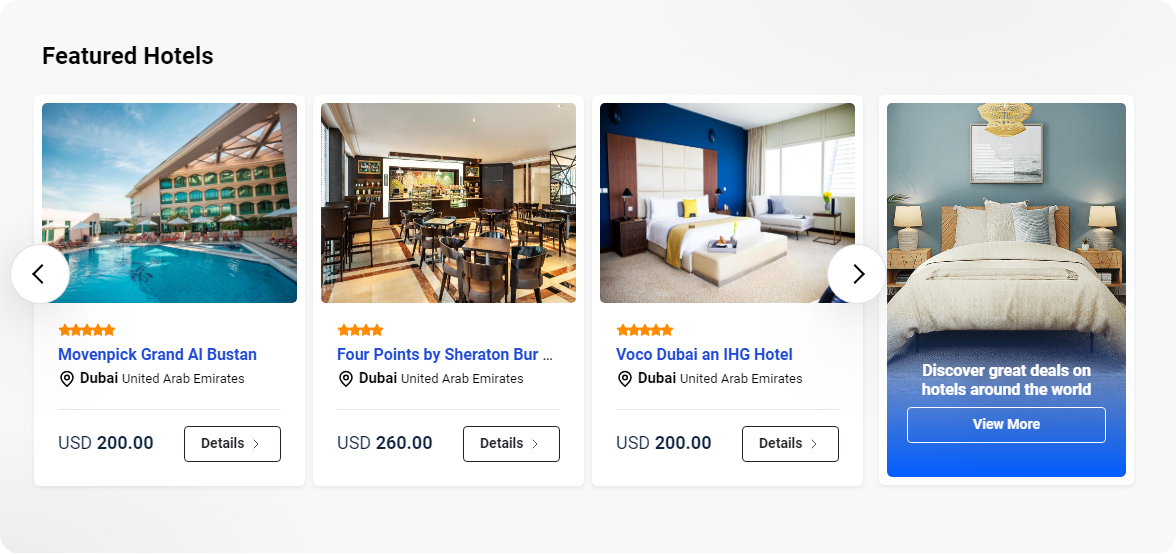 Featured Hotels
Movenpick Grand Al Bustan
Dubai United Arab Emirates
USD 200.00
Details
Four Points by Sheraton Bur ...
Dubai United Arab Emirates
USD 260.00
Details
Voco Dubai an IHG Hotel
Dubai United Arab Emirates
USD 200.00
Details
Discover great deals on
hotels around the world
View More